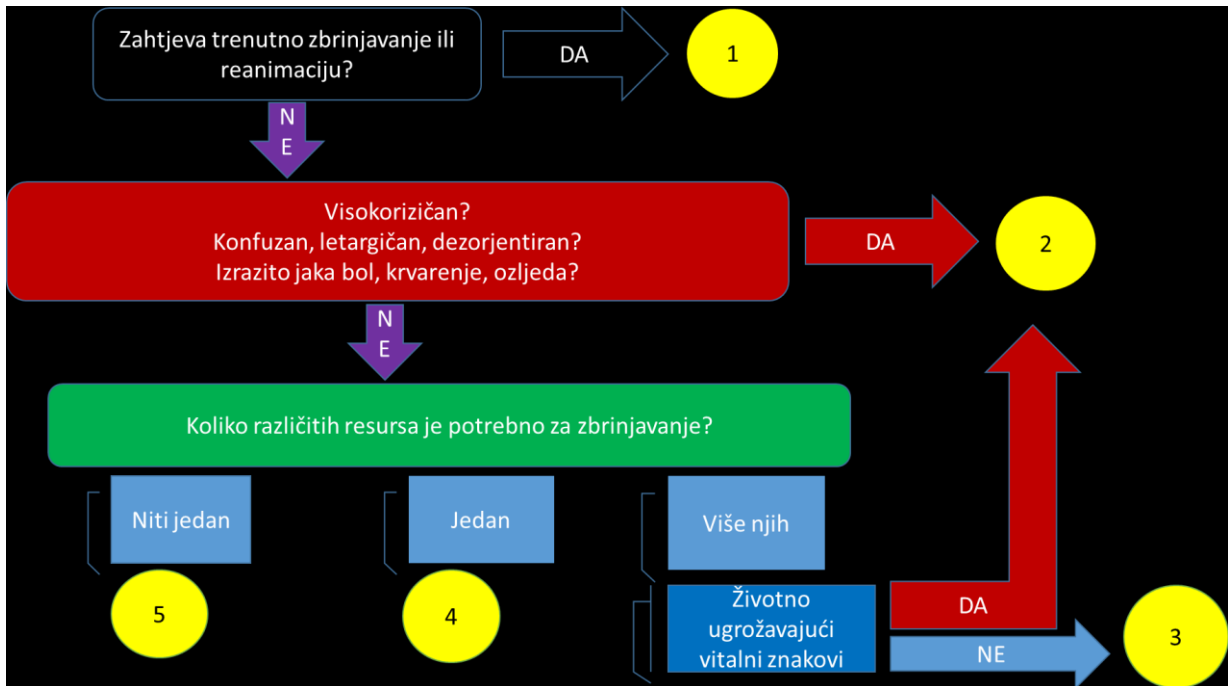 Zahtjeva trenutno zbrinjavanje ili
reanimaciju?
DA
1
N
E
Visokorizičan?
Konfuzan, letargičan, dezorjentiran?
Izrazito jaka bol, krvarenje, ozljeda?
DA
2
N
E
Koliko različitih resursa je potrebno za zbrinjavanje?
Niti jedan
Jedan
Više njih
5
4
Životno
ugrožavajući
vitalni znakovi
DA
NE
3